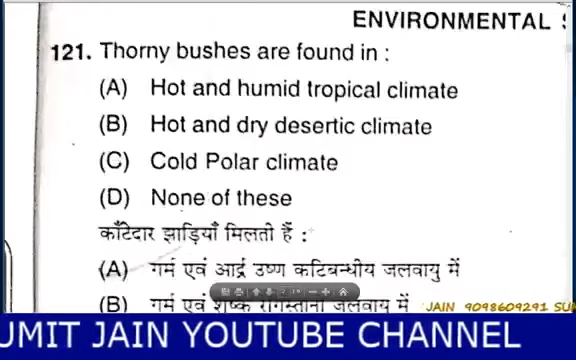 ENVIRONMENTAL
121. Thorny bushes are found in :
(A) Hot and humid tropical climate
(B) Hot and dry desertic climate
(C) Cold Polar climate
(D) None of these
काँटेदार झाड़ियाँ मिलती हैं :
(A) गर्म एवं आर्द्र उष्ण कटिबन्धीय जलवायु में
(B) गर्म एवं शुष्क रेगिस्तानी जलवायु में
JAIN 9098609291 SU
UMIT JAIN YOUTUBE CHANNEL